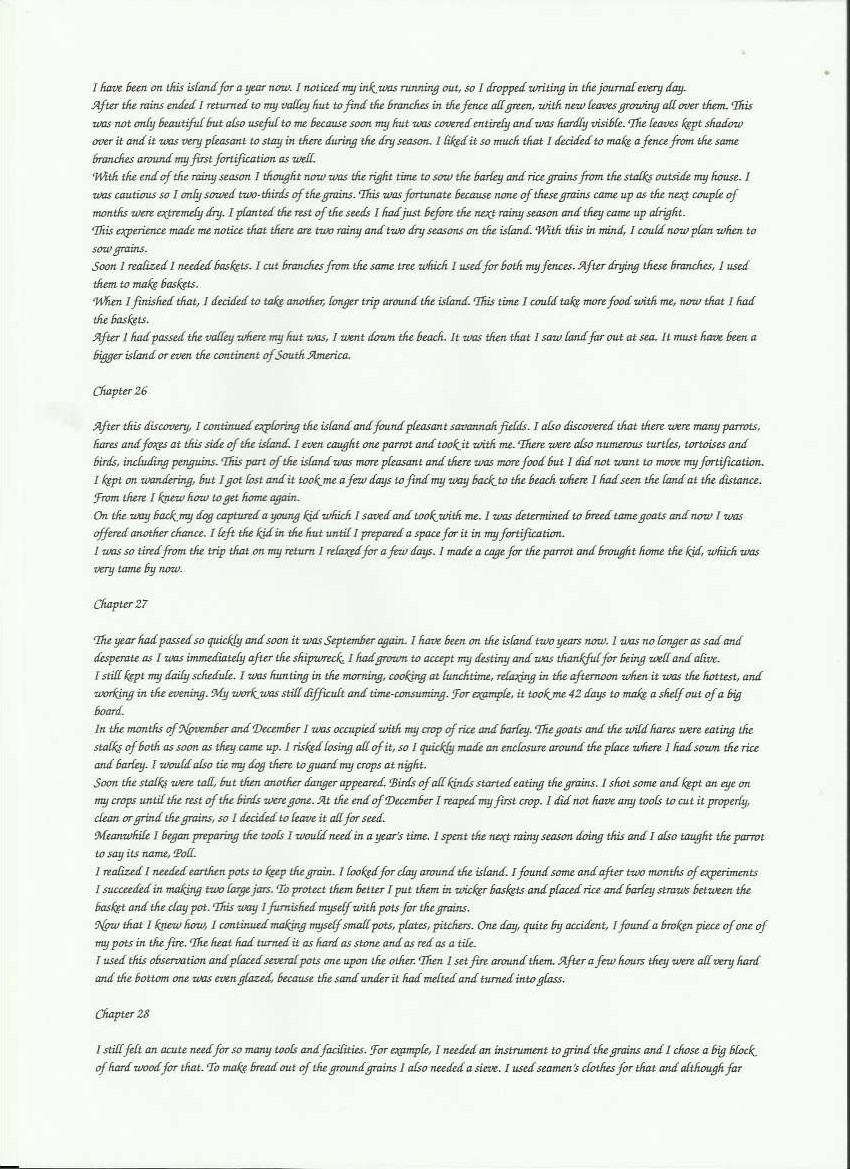 I have been on this island for a year now. I noticed my ink was running out, so I dropped writing in the journal every day.
After the rains ended I returned to my valley hut to find the branches in the fence all green, with new leaves growing all over them. This
was not only beautiful but also useful to me because soon my hut was covered entirely and was hardly visible. The leaves kept shadow
over it and it was very pleasant to stay in there during the dry season. I liked it so much that I decided to make a fence from the same
branches around my first fortification as well.
With the end of the rainy season I thought now was the right time to sow the barley and rice grains from the stalks outside my house. I
was cautious so I only sowed two-thirds of the grains. This was fortunate because none of these grains came up as the next couple of
months were extremely dry. I planted the rest of the seeds I had just before the next rainy season and they came up alright.
This experience made me notice that there are two rainy and two dry seasons on the island. With this in mind, I could now plan when to
sow grains.
Soon I realized I needed baskets. I cut branches from the same tree which I used for both my fences. After drying these branches, I used
them to make baskets.
When I finished that, I decided to take another, longer trip around the island. This time I could take more food with me, now that I had
the baskets.
After I had passed the valley where my hut was, I went down the beach. It was then that I saw land far out at sea. It must have been a
bigger island or even the continent of South America.
Chapter 26
After this discovery, I continued exploring the island and found pleasant savannah fields. I also discovered that there were many parrots,
hares and foxes at this side of the island. I even caught one parrot and took it with me. There were also numerous turtles, tortoises and
birds, including penguins. This part of the island was more pleasant and there was more food but I did not want to move my fortification.
I kept on wandering, but I got lost and it took me a few days to find my way back to the beach where I had seen the land at the distance.
From there I knew how to get home again.
On the way back my dog captured a young kid which I saved and took with me. I was determined to breed tame goats and now I was
offered another chance. I left the kid in the hut until I prepared a space for it in my fortification.
I was so tired from the trip that on my return I relaxed for a few days. I made a cage for the parrot and brought home the kid, which was
very tame by now.
Chapter 27
The year had passed so quickly and soon it was September again. I have been on the island two years now. I was no longer as sad and
desperate as I was immediately after the shipwreck. I had grown to accept my destiny and was thankful for being well and alive.
I still kept my daily schedule. I was hunting in the morning, cooking at lunchtime, relaxing in the afternoon when it was the hottest, and
working in the evening. My work was still difficult and time-consuming. For example, it took me 42 days to make a shelf out of a big
board.
In the months of November and December I was occupied with my crop of rice and barley. The goats and the wild hares were eating the
stalks of both as soon as they came up. I risked losing all of it, so I quickly made an enclosure around the place where I had sown the rice
and barley. I would also tie my dog there to guard my crops at night.
Soon the stalks were tall, but then another danger appeared. Birds of all kinds started eating the grains. I shot some and kept an eye on
my crops until the rest of the birds were gone. At the end of December I reaped my first crop. I did not have any tools to cut it properly,
clean or grind the grains, so I decided to leave it all for seed.
Meanwhile I began preparing the tools I would need in a year's time. I spent the next rainy season doing this and I also taught the parrot
to say its name, Poll.
I realized I needed earthen pots to keep the grain. I looked for clay around the island. I found some and after two months of experiments
I succeeded in making two large jars. To protect them better I put them in wicker baskets and placed rice and barley straws between the
basket and the clay pot. This way I furnished myself with pots for the grains.
Now that I knew how, I continued making myself small pots, plates, pitchers. One day, quite by accident, I found a broken piece of one of
my pots in the fire. The heat had turned it as hard as stone and as red as a tile.
I used this observation and placed several pots one upon the other. Then I set fire around them. After a few hours they were all very hard
and the bottom one was even glazed, because the sand under it had melted and turned into glass.
Chapter 28
I still felt an acute need for so many tools and facilities. For example, I needed an instrument to grind the grains and I chose a big block
of hard wood for that. To make bread out of the ground grains I also needed a sieve. I used seamen's clothes for that and although far